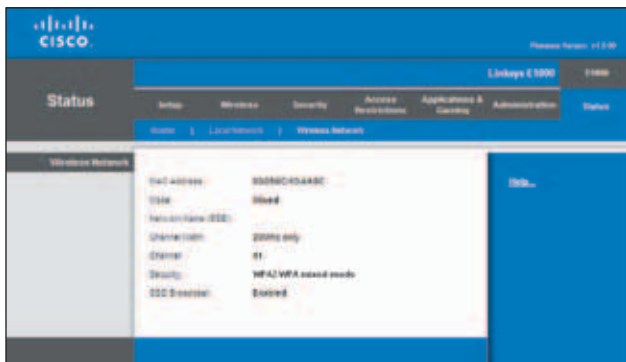 CISCO
Firmware Version: v1.0.00
Linksys E1000 E1000
Status
Setup Wireless Security Access Restrictions Applications & Gaming Administration Status
Router | Local Network | Wireless Network
Wireless Network
MAC Address:
Mode: Mixed
Network Name (SSID):
Channel Width: 20MHz only
Channel:
Security: WPA2/WPA mixed mode
SSID Broadcast: Enabled
Help...